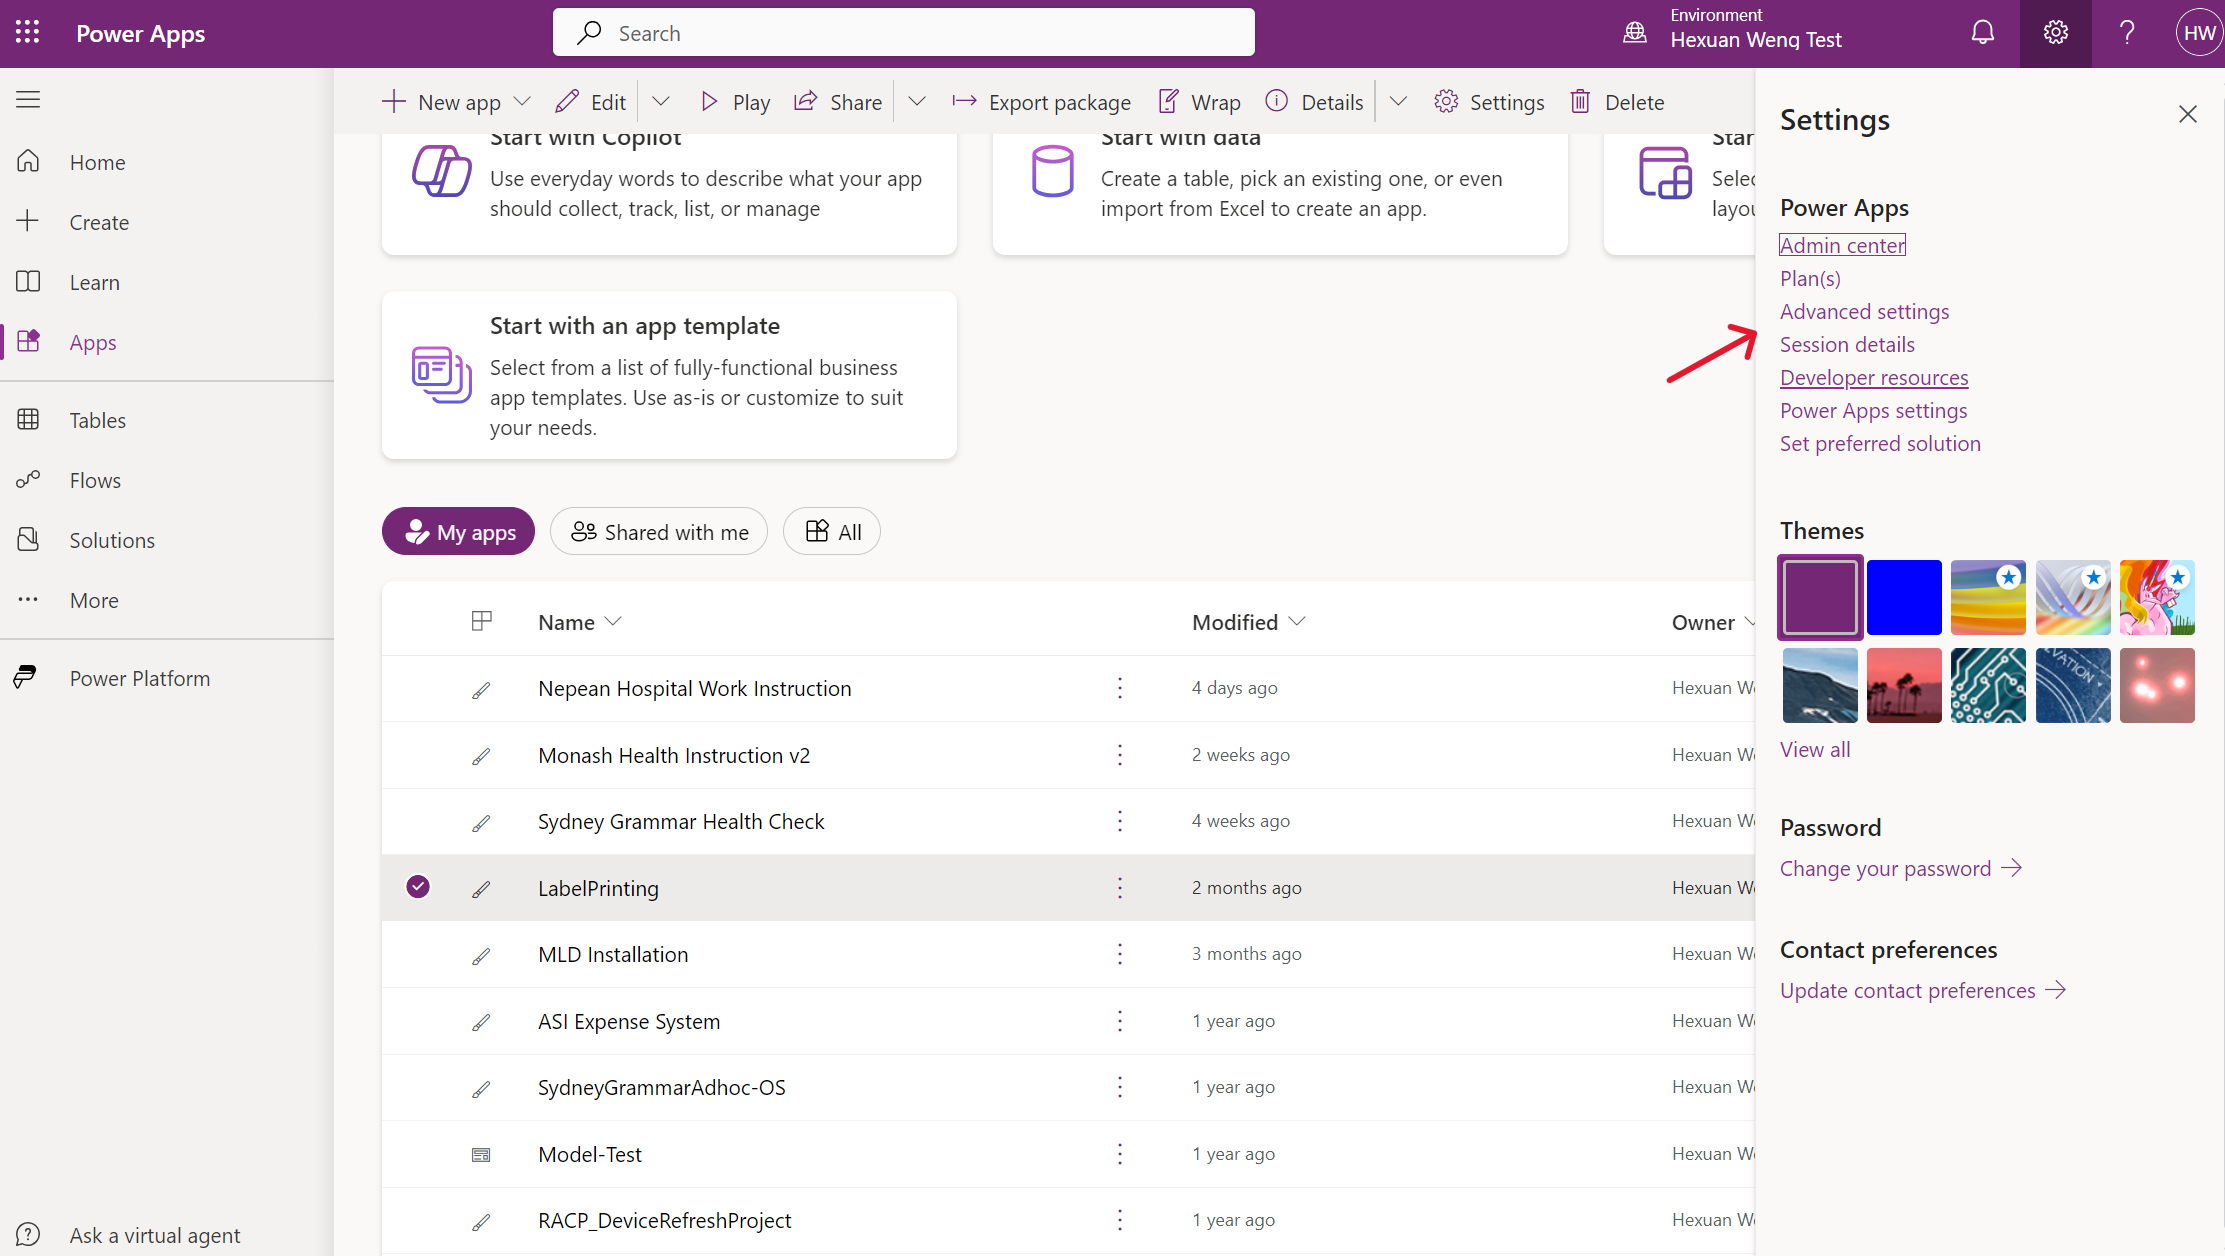 Power Apps
Search
Environment
Hexuan Weng Test
HW
New app
Edit
Play
Share
Export package
Wrap
Details
Settings
Delete
Home
Create
Learn
Apps
Tables
Flows
Solutions
More
Power Platform
Ask a virtual agent
Start with Copilot
Use everyday words to describe what your app
should collect, track, list, or manage
Start with data
Create a table, pick an existing one, or even
import from Excel to create an app.
Star
Selec
layou
Start with an app template
Select from a list of fully-functional business
app templates. Use as-is or customize to suit
your needs.
My apps
Shared with me
All
Name
Modified
Owner
Nepean Hospital Work Instruction
4 days ago
Hexuan We
Monash Health Instruction v2
2 weeks ago
Hexuan We
Sydney Grammar Health Check
4 weeks ago
Hexuan We
LabelPrinting
2 months ago
Hexuan We
MLD Installation
3 months ago
Hexuan We
ASI Expense System
1 year ago
Hexuan We
SydneyGrammarAdhoc-OS
1 year ago
Hexuan We
Model-Test
1 year ago
Hexuan We
RACP_DeviceRefreshProject
1 year ago
Hexuan We
Settings
Power Apps
Admin center
Plan(s)
Advanced settings
Session details
Developer resources
Power Apps settings
Set preferred solution
Themes
VATION
View all
Password
Change your password
Contact preferences
Update contact preferences